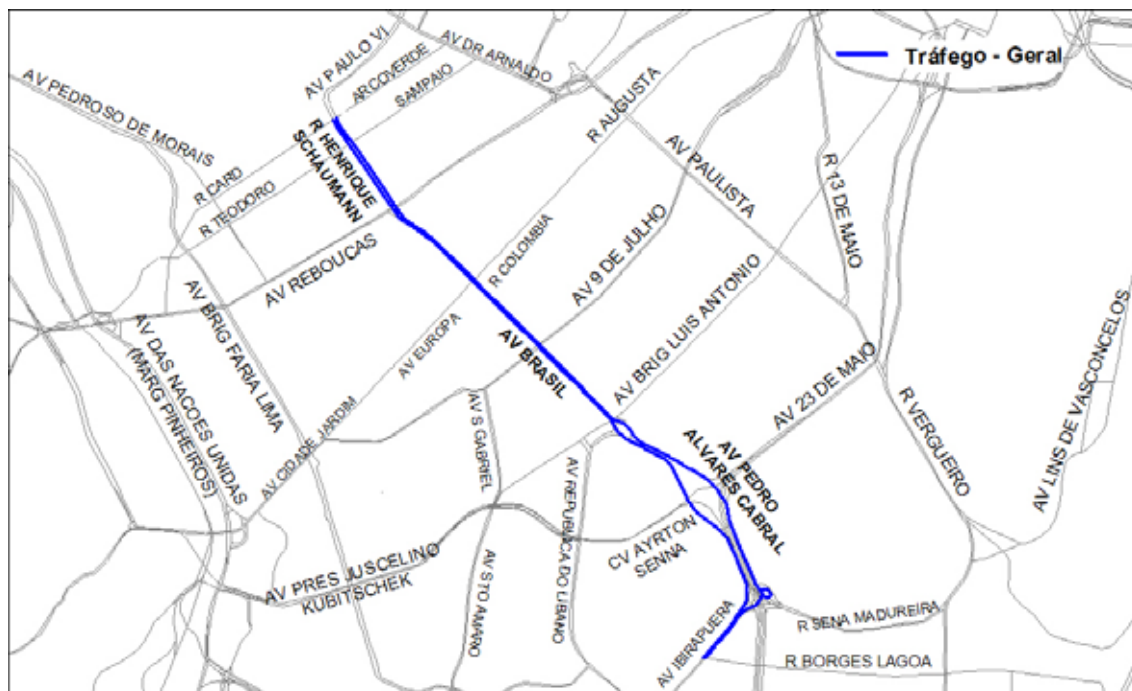 Tráfego - Geral
AV PAULO VI
AV DR ARNALDO
ARCOVERDE
SAMPAIO
AV PEDROSO DE MORAIS
R AUGUSTA
R HENRIQUE
SCHAUMANN
R CARD
R TEODORO
AV PAULISTA
R 13 DE MAIO
AV REBOUÇAS
R COLOMBIA
AV 9 DE JULHO
AV BRIG LUIS ANTONIO
AV BRIG FARIA LIMA
AV DAS NACOES UNIDAS
(MARG PINHEIROS)
AV EUROPA
AV BRASIL
AV CIDADE JARDIM
AV S GABRIEL
AV 23 DE MAIO
R VERGUEIRO
AV LINS DE VASCONCELOS
AV PEDRO
ALVARES CABRAL
AV REPUBLICA DO LIBANO
CV AYRTON
SENNA
AV PRES JUSCELINO
KUBITSCHEK
AV STO AMARO
AV IBIRAPUERA
R SENA MADUREIRA
R BORGES LAGOA